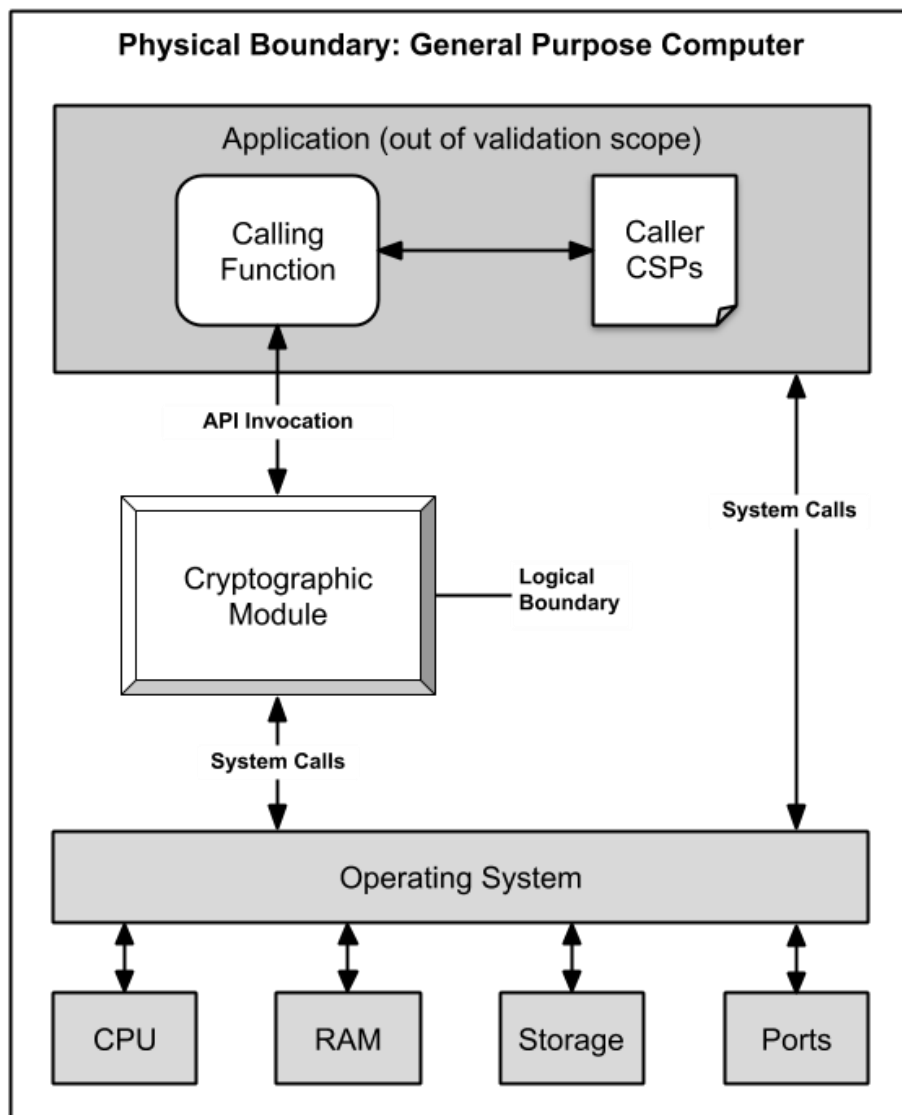 Physical Boundary: General Purpose Computer
Application (out of validation scope)
Calling
Function
Caller
CSPs
API Invocation
System Calls
Cryptographic
Module
Logical
Boundary
System Calls
Operating System
CPU
RAM
Storage
Ports